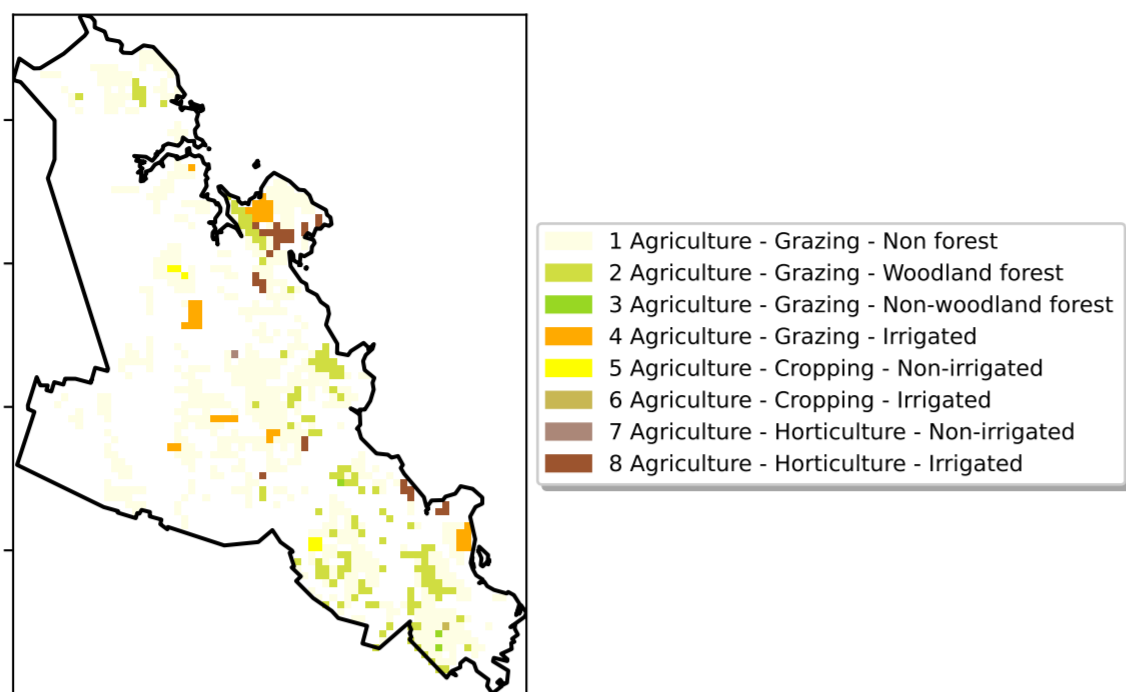 1 Agriculture - Grazing - Non forest
2 Agriculture - Grazing - Woodland forest
3 Agriculture - Grazing - Non-woodland forest
4 Agriculture - Grazing - Irrigated
5 Agriculture - Cropping - Non-irrigated
6 Agriculture - Cropping - Irrigated
7 Agriculture - Horticulture - Non-irrigated
8 Agriculture - Horticulture - Irrigated